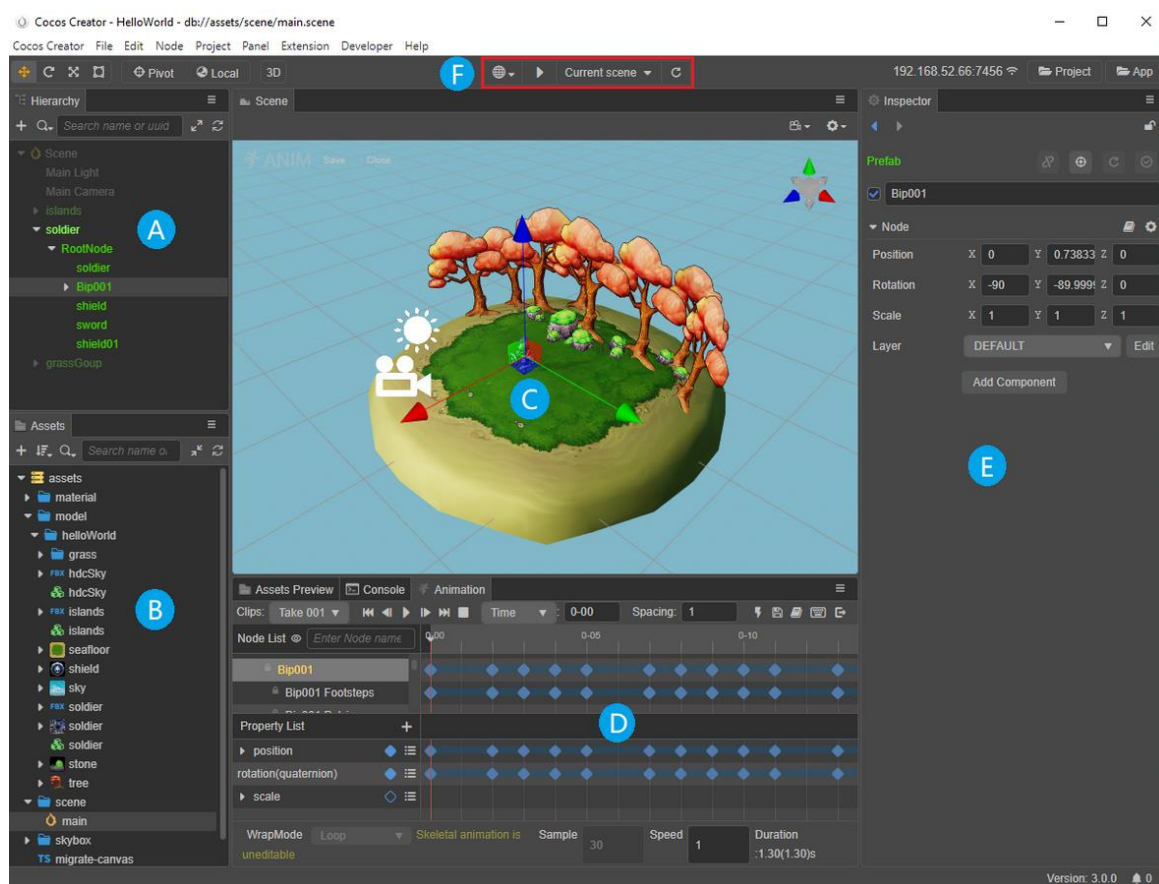 Cocos Creator - HelloWorld - db://assets/scene/main.scene
Cocos Creator File Edit Node Project Panel Extension Developer Help
Pivot Local 3D
F
Current scene
192.168.52.66:7456 Project App
Hierarchy
Search name or uuid
Scene
Main Light
Main Camera
islands
soldier
RootNode
soldier
Bip001
shield
sword
shield01
grassGoup
A
Assets
Search name o.
assets
material
model
helloWorld
grass
FBX hdcSky
hdcSky
FBX islands
islands
seafloor
shield
sky
FBX soldier
soldier
soldier
stone
tree
scene
main
skybox
TS migrate-canvas
B
Scene
ANIM Save Close
C
Assets Preview Console Animation
Clips: Take 001 Time : 0-00 Spacing: 1
Node List Enter Node name 0-00 0-05 0-10
Bip001
Bip001 Footsteps
D
Property List +
position
rotation(quaternion)
scale
WrapMode Loop Skeletal animation is uneditable Sample 30 Speed 1 Duration :1.30(1.30)s
Inspector
Prefab
Bip001
Node
Position X 0 Y 0.73833 Z 0
Rotation X -90 Y -89.999 Z 0
Scale X 1 Y 1 Z 1
Layer DEFAULT Edit
Add Component
E
Version: 3.0.0 0